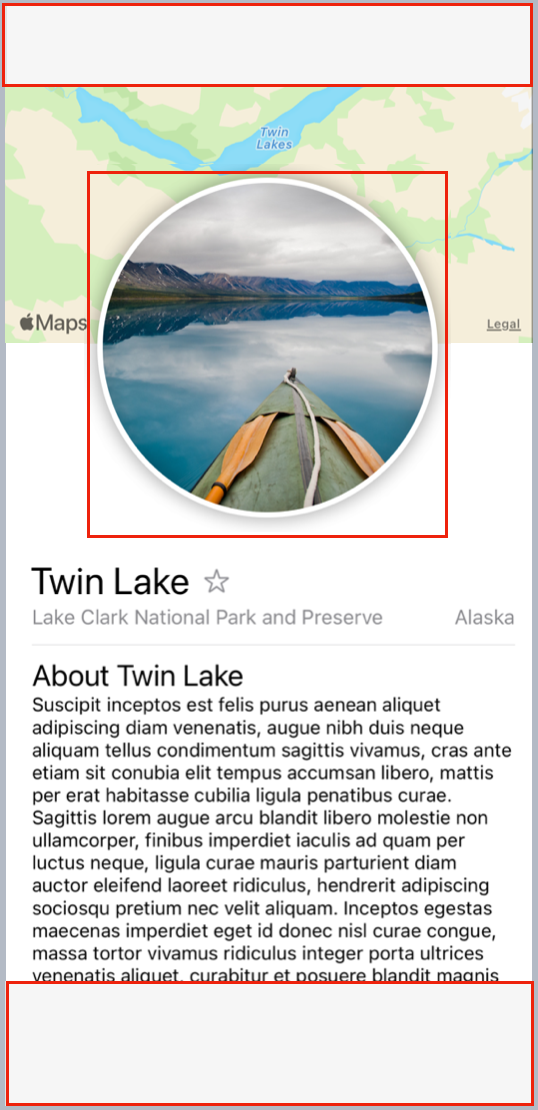 Twin
Lakes
Maps
Legal
Twin Lake
Lake Clark National Park and Preserve
Alaska
About Twin Lake
Suscipit inceptos est felis purus aenean aliquet
adipiscing diam venenatis, augue nibh duis neque
aliquam tellus condimentum sagittis vivamus, cras ante
etiam sit conubia elit tempus accumsan libero, mattis
per erat habitasse cubilia ligula penatibus curae.
Sagittis lorem augue arcu blandit libero molestie non
ullamcorper, finibus imperdiet iaculis ad quam per
luctus neque, ligula curae mauris parturient diam
auctor eleifend laoreet ridiculus, hendrerit adipiscing
sociosqu pretium nec velit aliquam. Inceptos egestas
maecenas imperdiet eget id donec nisl curae congue,
massa tortor vivamus ridiculus integer porta ultrices
venenatis aliquet, curabitur et posuere blandit magnis